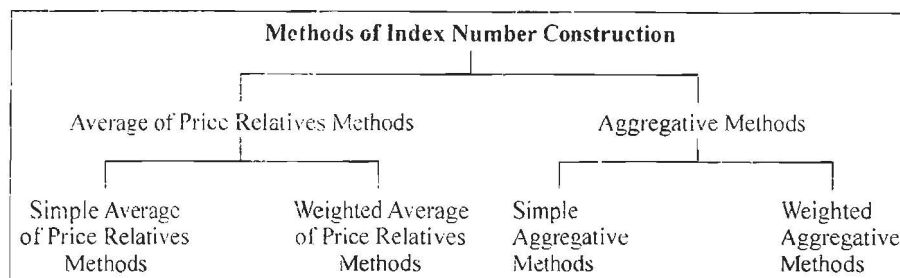 Methods of Index Number Construction
Average of Price Relatives Methods
Aggregative Methods
Simple Average
of Price Relatives
Methods
Weighted Average
of Price Relatives
Methods
Simple
Aggregative
Methods
Weighted
Aggregative
Methods